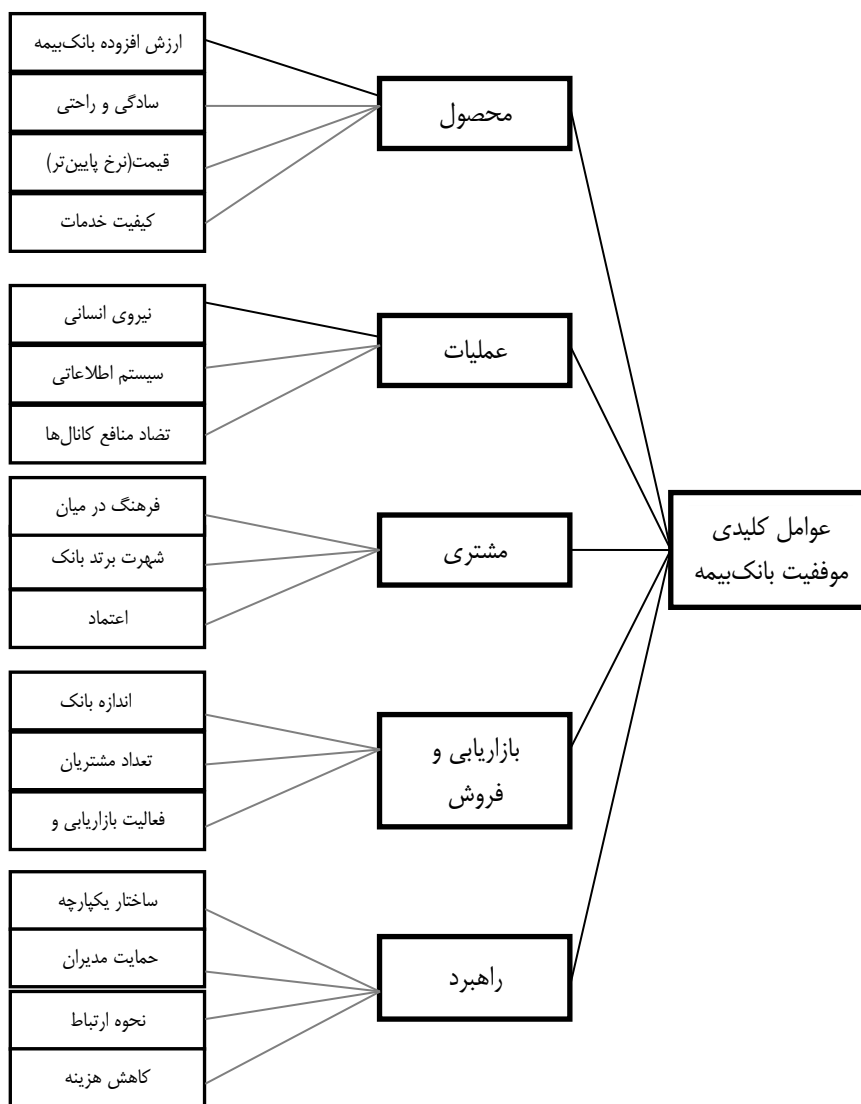 عوامل کلیدی
موففیت بانک‌بیمه
محصول
ارزش افزوده بانک‌بیمه
سادگی و راحتی
قیمت(نرخ پایین‌تر)
کیفیت خدمات
عملیات
نیروی انسانی
سیستم اطلاعاتی
تضاد منافع کانال‌ها
مشتری
فرهنگ در میان
شهرت برتد بانک
اعتماد
بازاریابی و
فروش
اندازه بانک
تعداد مشتریان
فعالیت بازاریابی و
راهبرد
ساختار یکپارچه
حمایت مدیران
نحوه ارتباط
کاهش هزینه